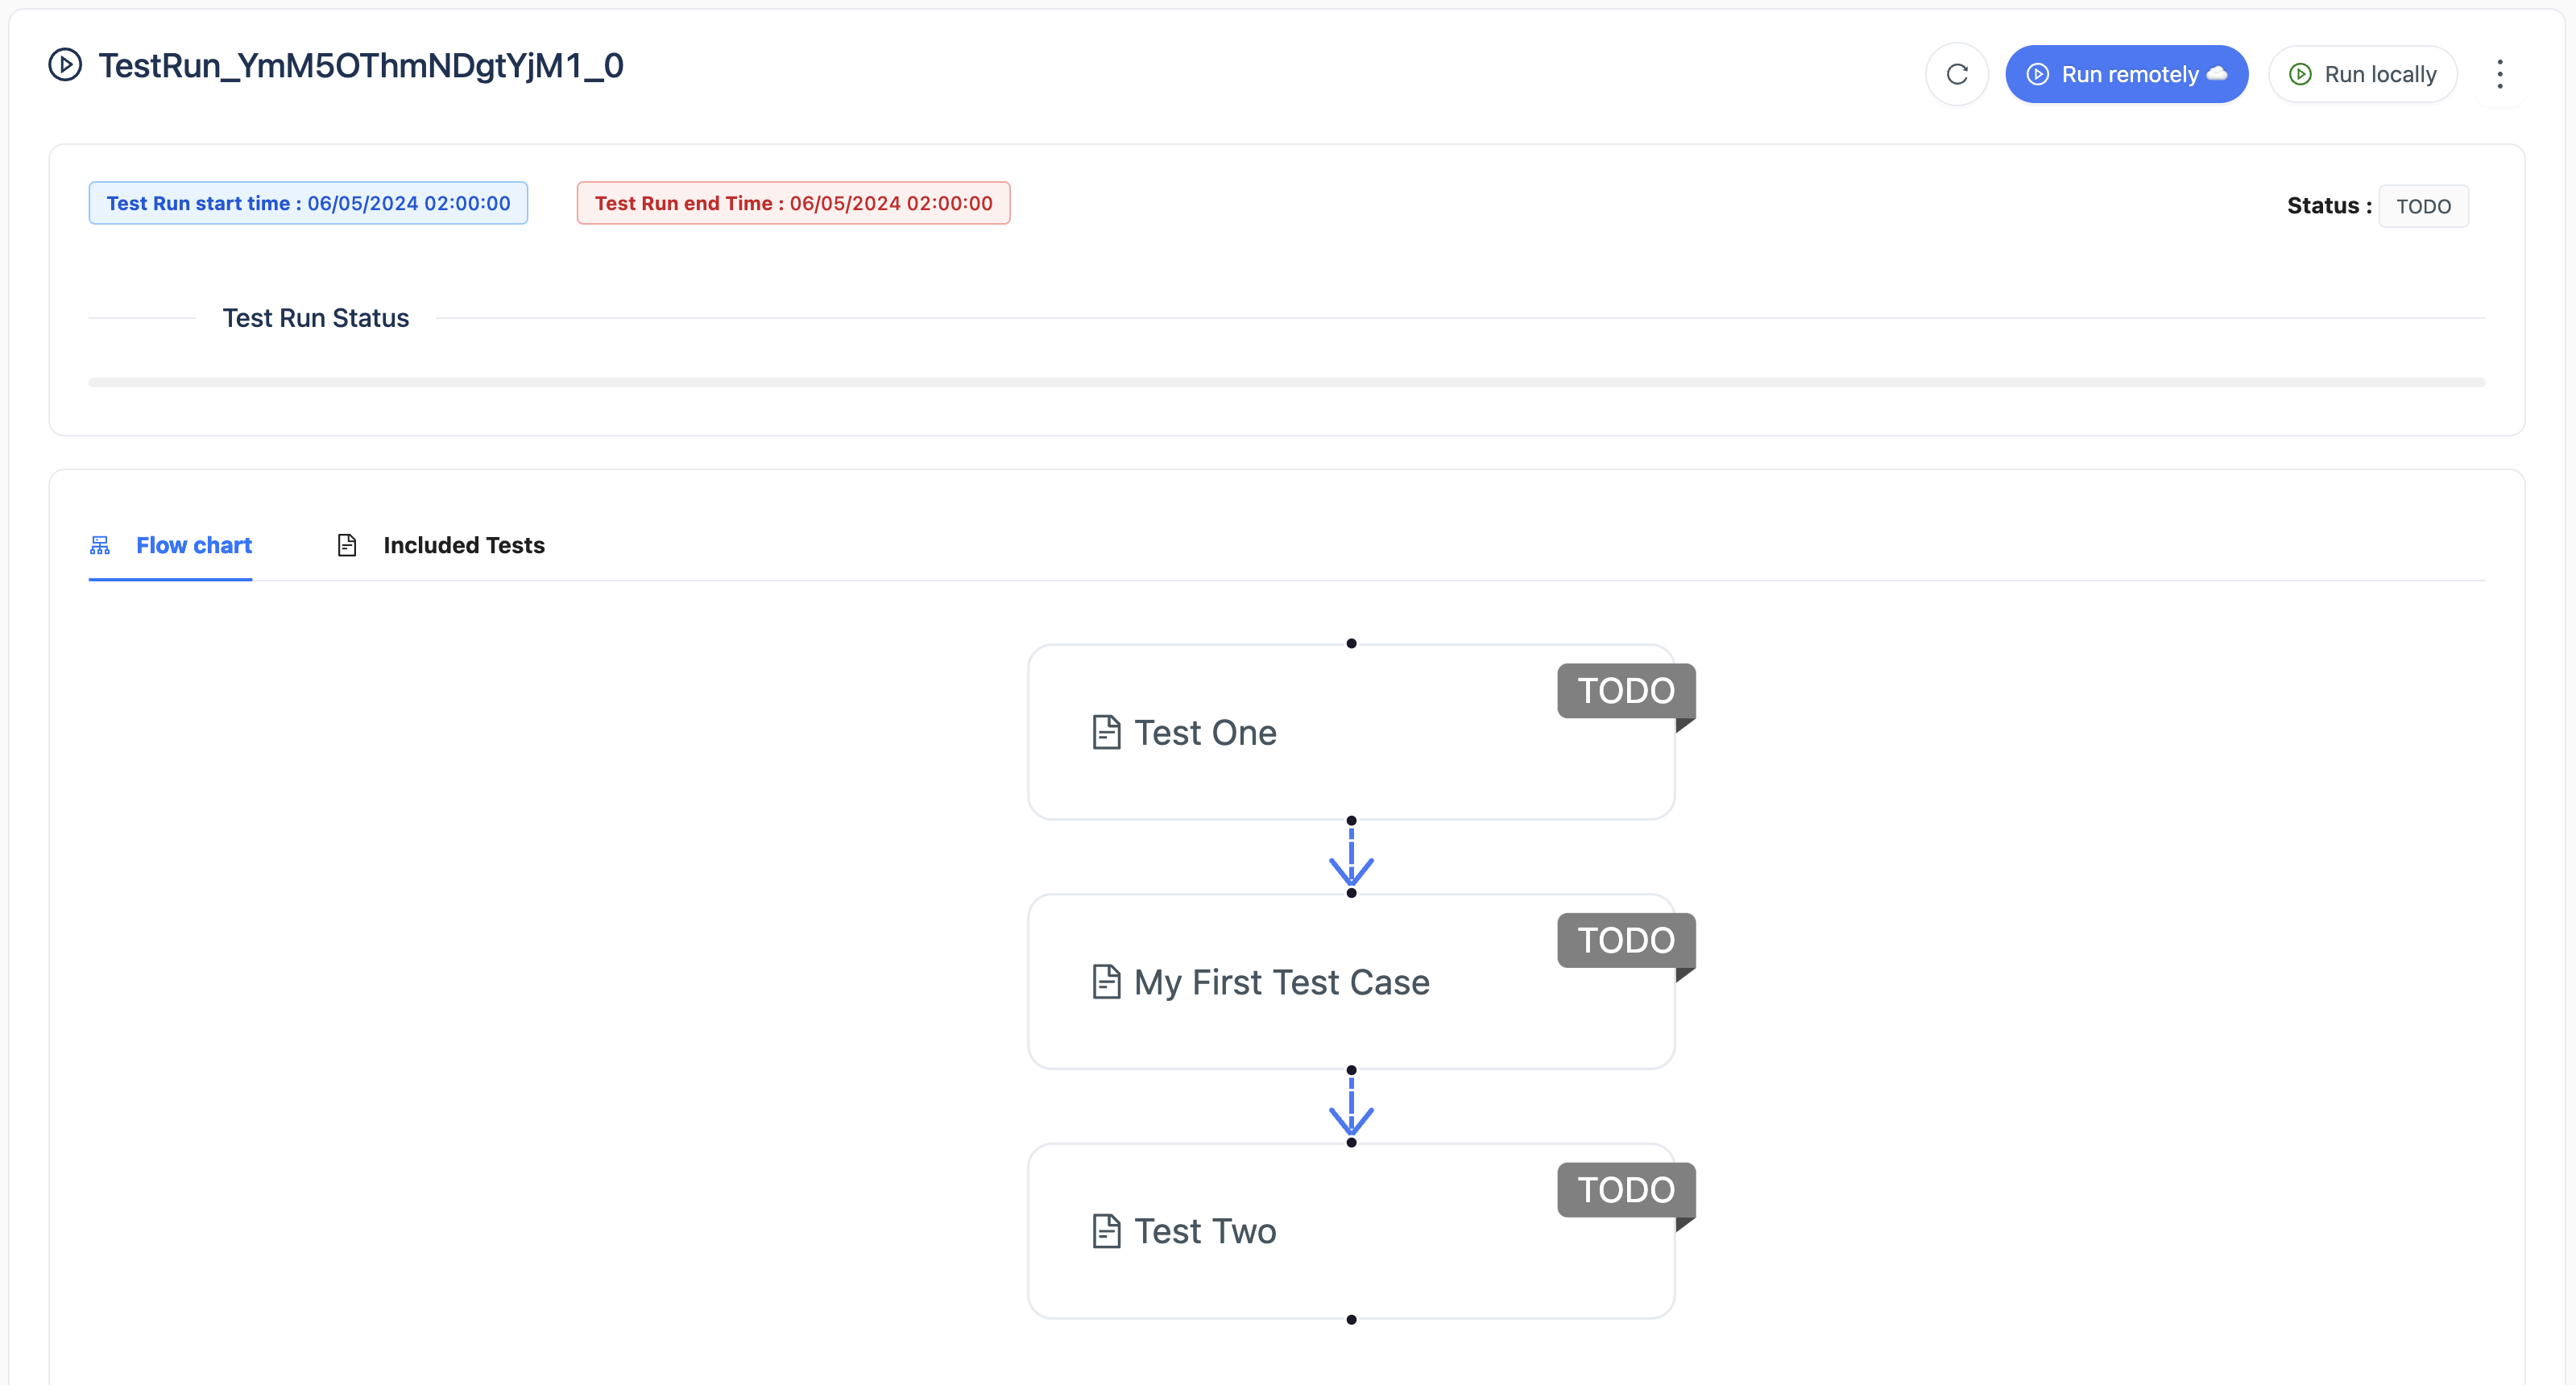 TestRun_YmM5OThmNDgtYjM1_0
Run remotely
Run locally
Test Run start time : 06/05/2024 02:00:00
Test Run end Time : 06/05/2024 02:00:00
Status : TODO
Test Run Status
Flow chart
Included Tests
TODO
Test One
TODO
My First Test Case
TODO
Test Two